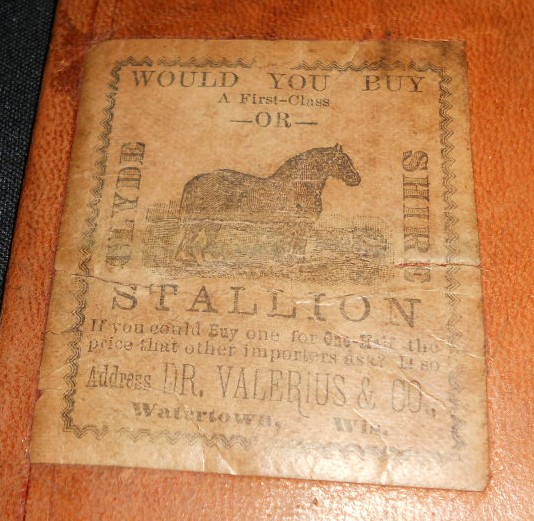 WOULD YOU BUY
A First-Class
—OR—
CLYDE
SHIRE
STALLION
If you could Buy one for One-Half the
price that other importers ask? If so
Address DR. VALERIUS & CO.,
Watertown, Wis.